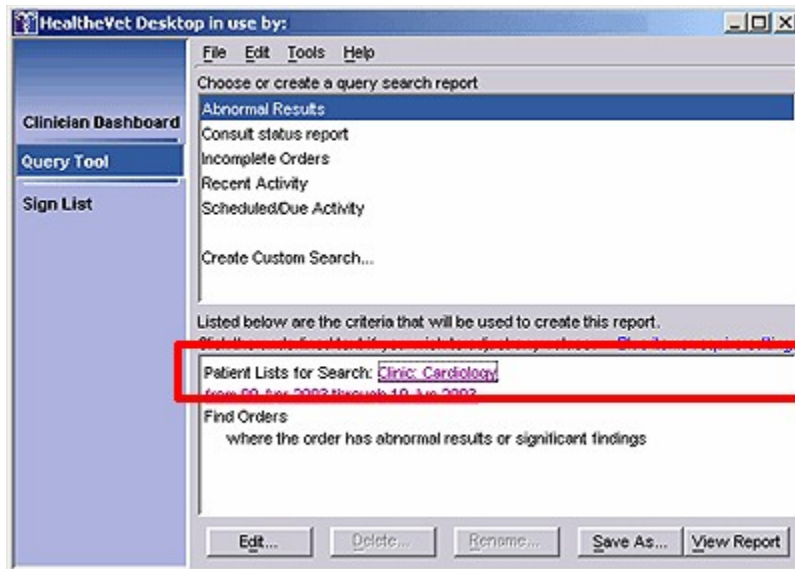 HealtheVet Desktop in use by:
File Edit Tools Help
Choose or create a query search report
Abnormal Results
Consult status report
Incomplete Orders
Recent Activity
Scheduled/Due Activity
Create Custom Search...
Clinician Dashboard
Query Tool
Sign List
Listed below are the criteria that will be used to create this report.
Patient Lists for Search: Clinic: Cardiology
through
Find Orders
where the order has abnormal results or significant findings
Edit... Delete... Rename... Save As... View Report